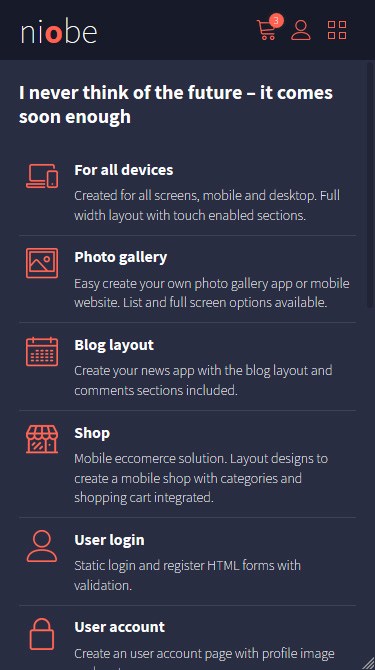 niobe
3
I never think of the future – it comes
soon enough
For all devices
Created for all screens, mobile and desktop. Full
width layout with touch enabled sections.
Photo gallery
Easy create your own photo gallery app or mobile
website. List and full screen options available.
Blog layout
Create your news app with the blog layout and
comments sections included.
Shop
Mobile eccomerce solution. Layout designs to
create a mobile shop with categories and
shopping cart integrated.
User login
Static login and register HTML forms with
validation.
User account
Create an user account page with profile image